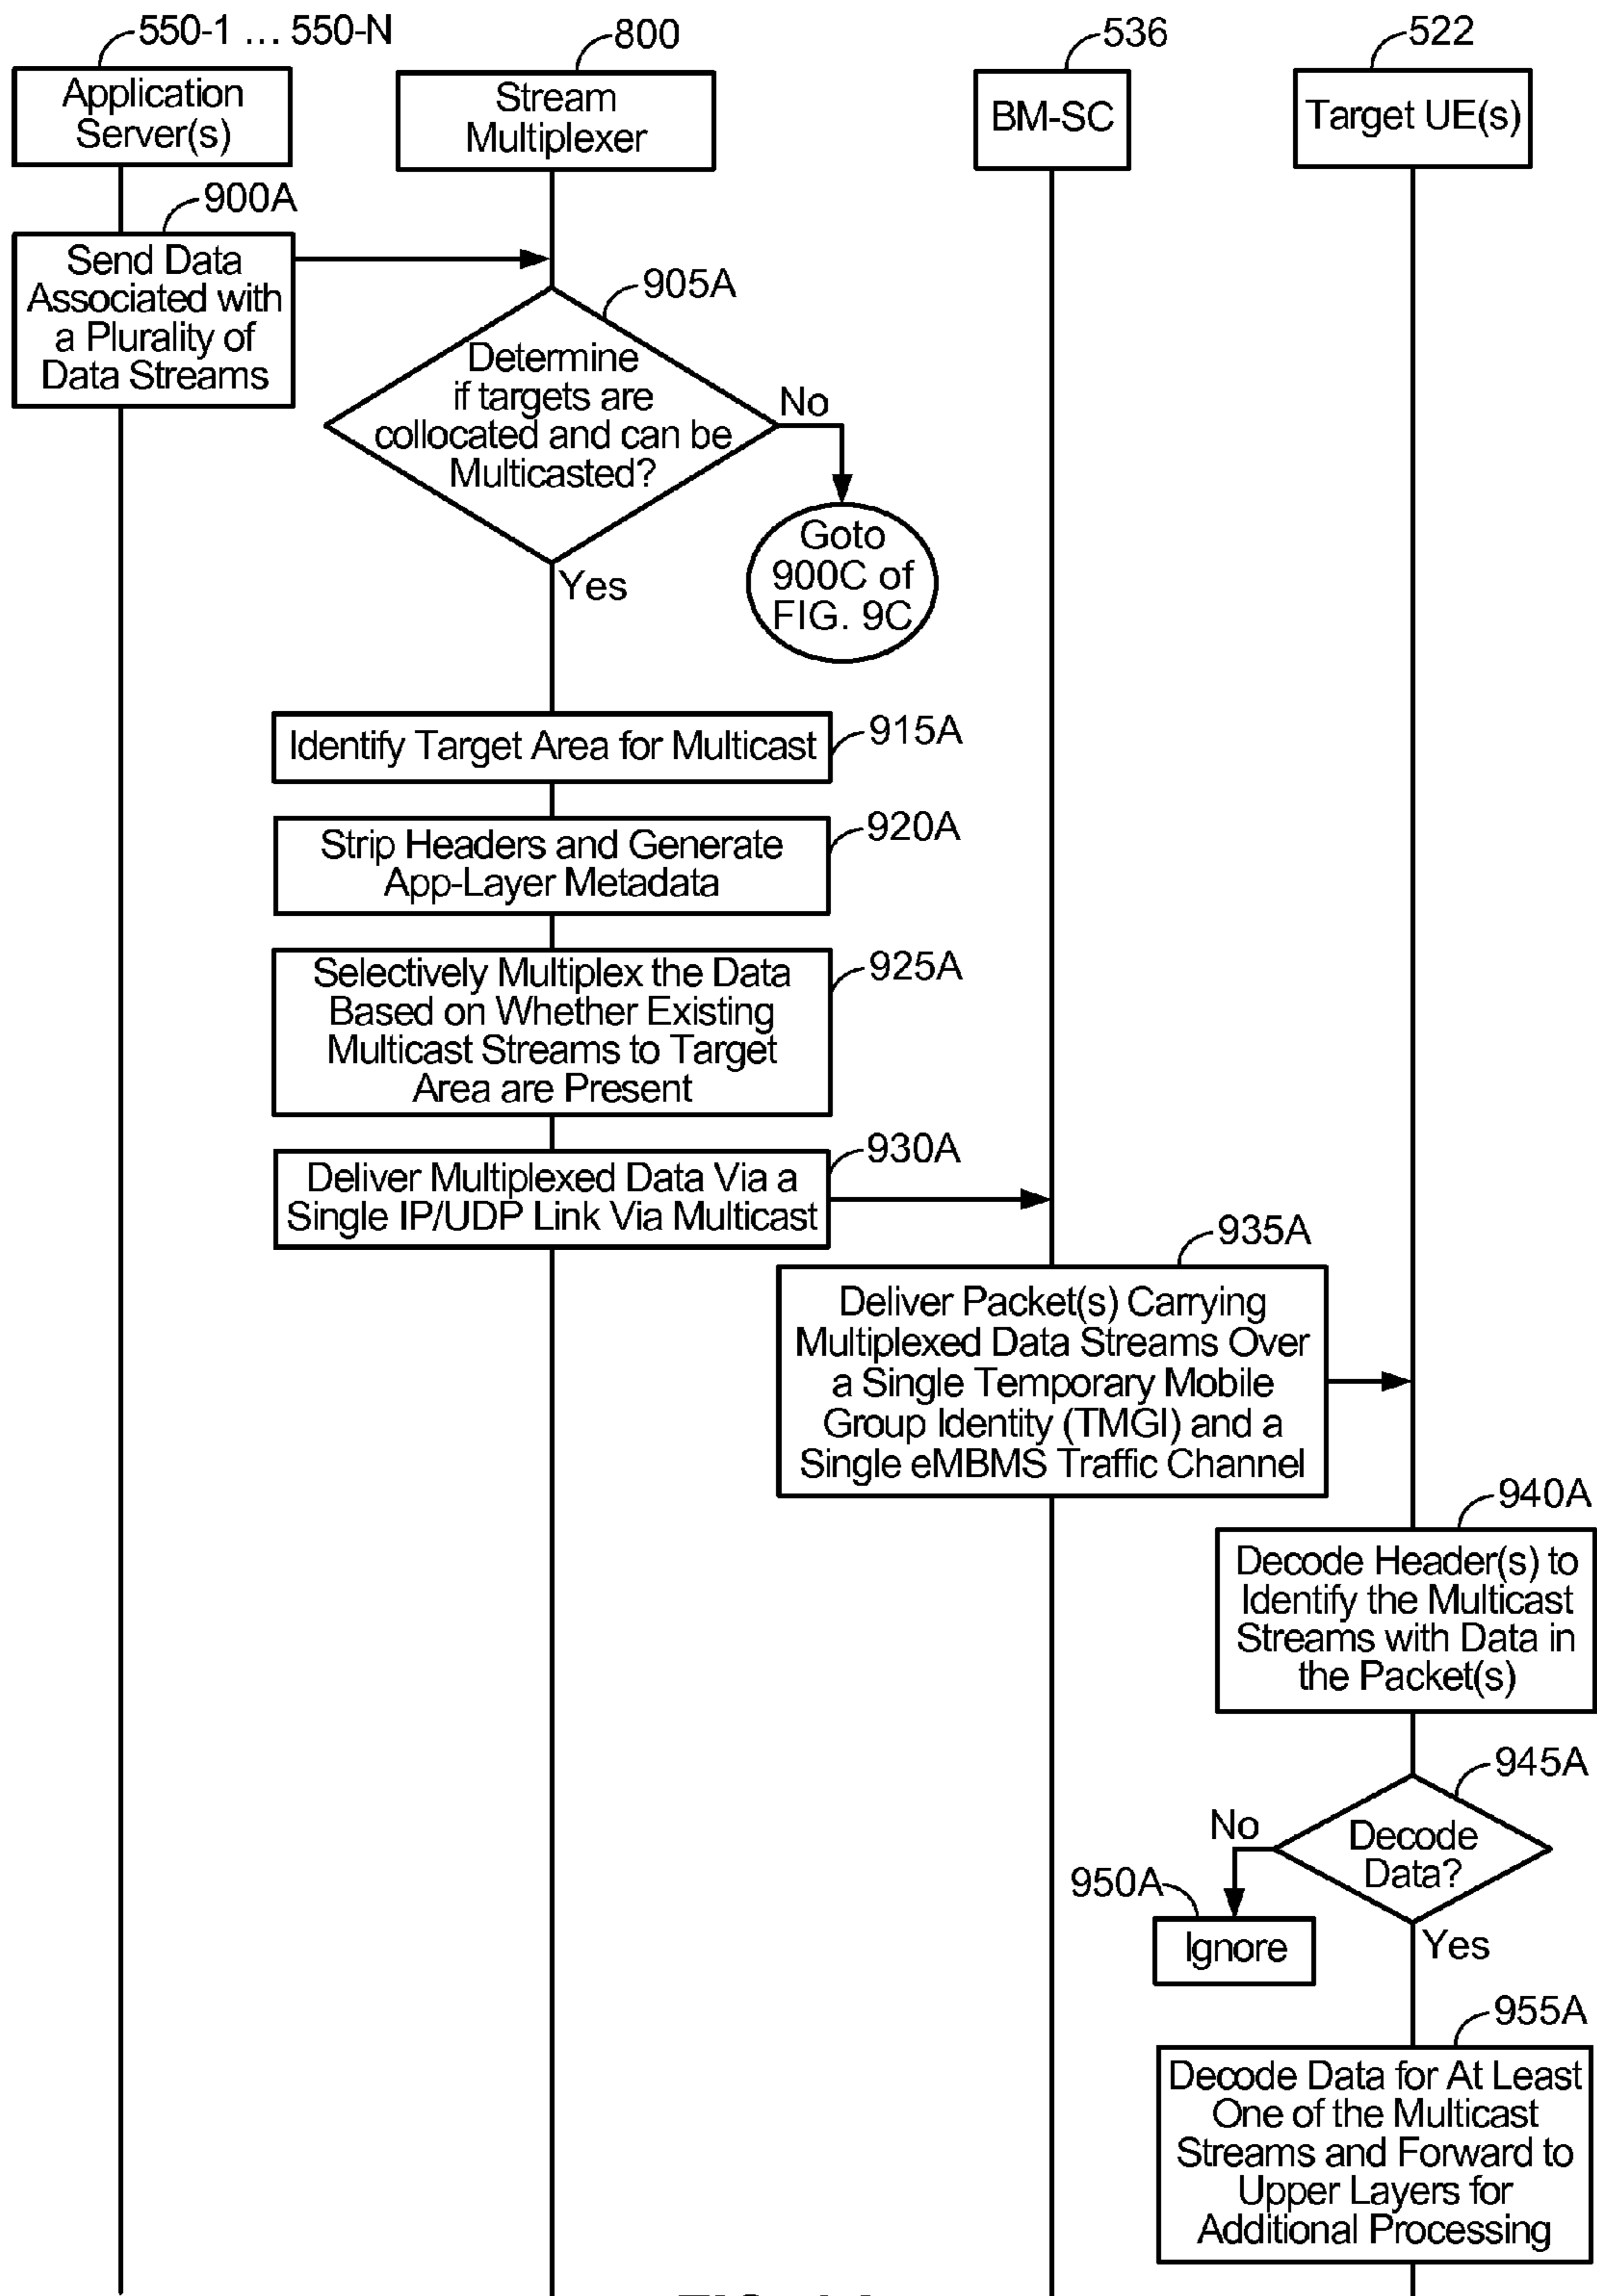 550-1 ... 550-N
800
536
522
Application
Server(s)
Stream
Multiplexer
BM-SC
Target UE(s)
900A
Send Data
Associated with
a Plurality of
Data Streams
905A
Determine
if targets are
collocated and can be
Multicasted?
No
Goto
900C of
FIG. 9C
Yes
Identify Target Area for Multicast
915A
Strip Headers and Generate
App-Layer Metadata
920A
Selectively Multiplex the Data
Based on Whether Existing
Multicast Streams to Target
Area are Present
925A
Deliver Multiplexed Data Via a
Single IP/UDP Link Via Multicast
930A
935A
Deliver Packet(s) Carrying
Multiplexed Data Streams Over
a Single Temporary Mobile
Group Identity (TMGI) and a
Single eMBMS Traffic Channel
940A
Decode Header(s) to
Identify the Multicast
Streams with Data in
the Packet(s)
945A
Decode
Data?
No
950A
Ignore
Yes
955A
Decode Data for At Least
One of the Multicast
Streams and Forward to
Upper Layers for
Additional Processing